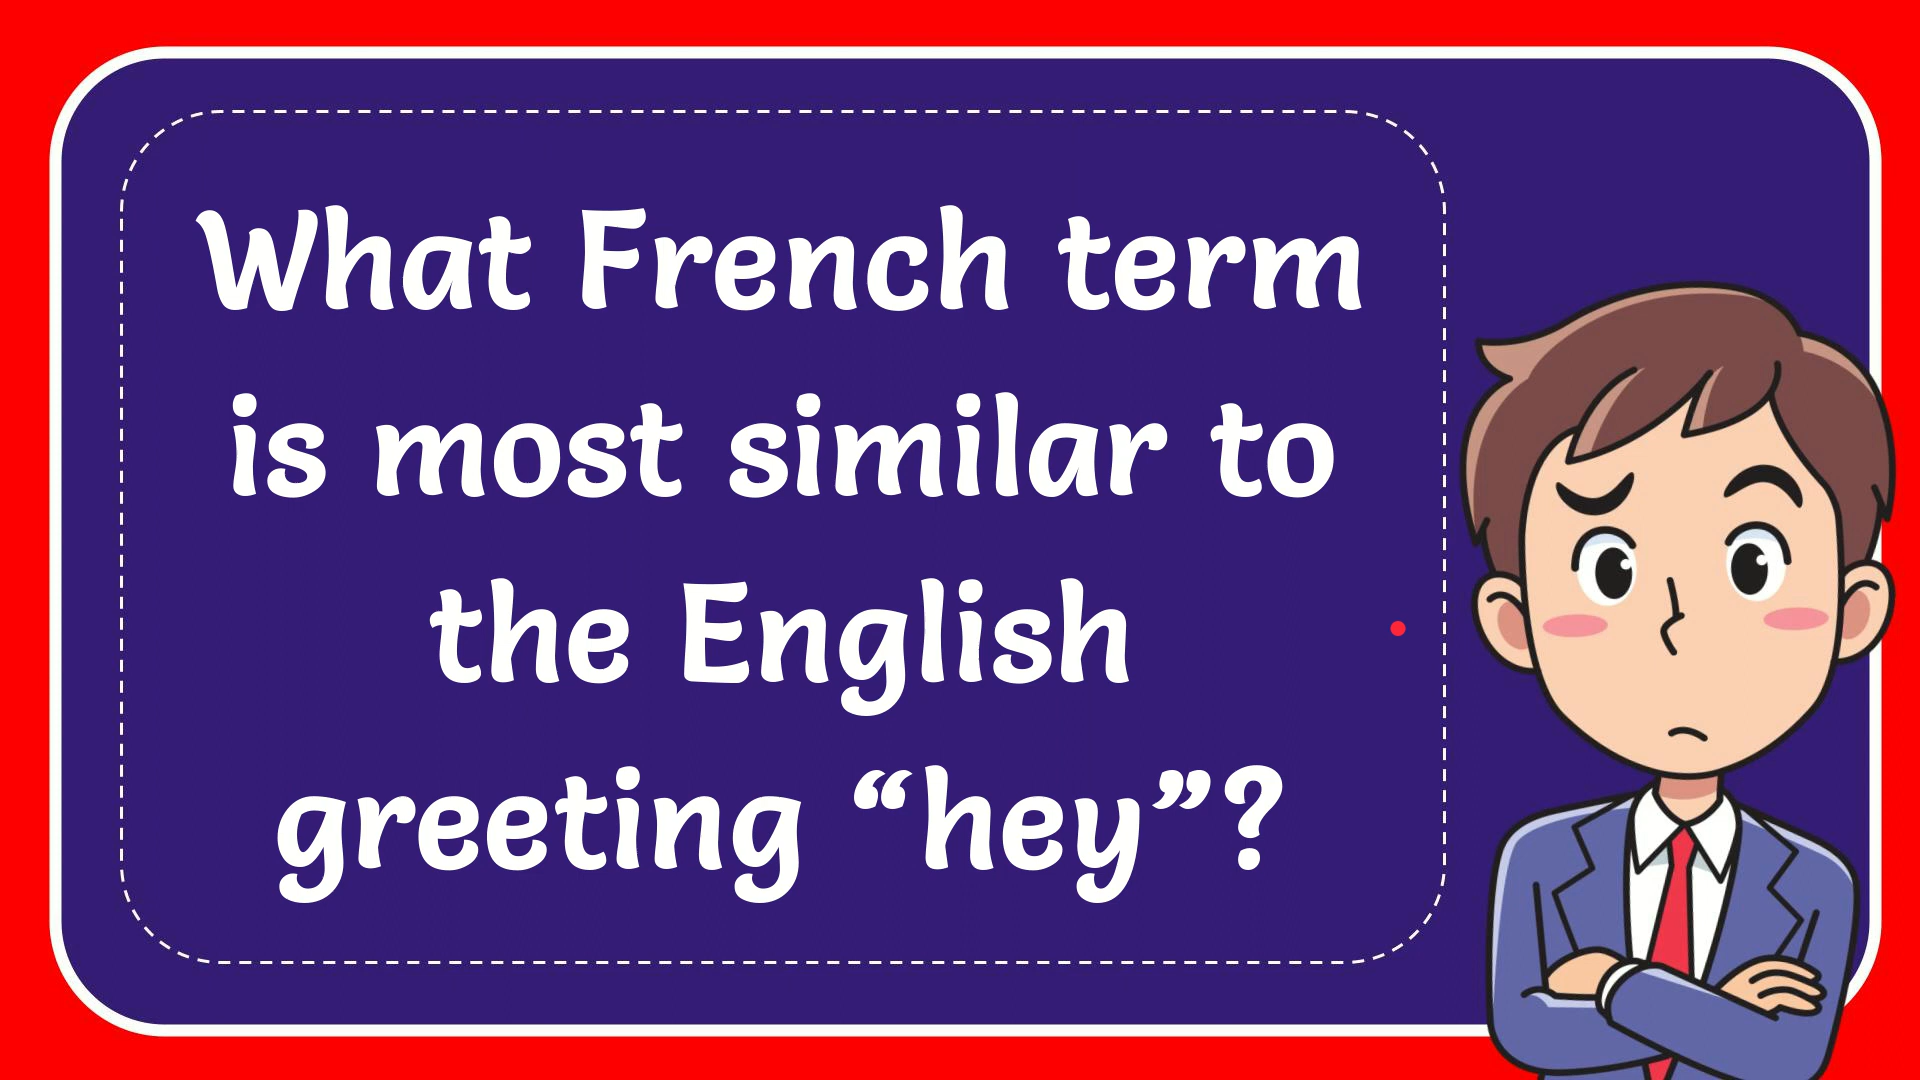 What French term
is most similar to
the English
greeting “hey”?